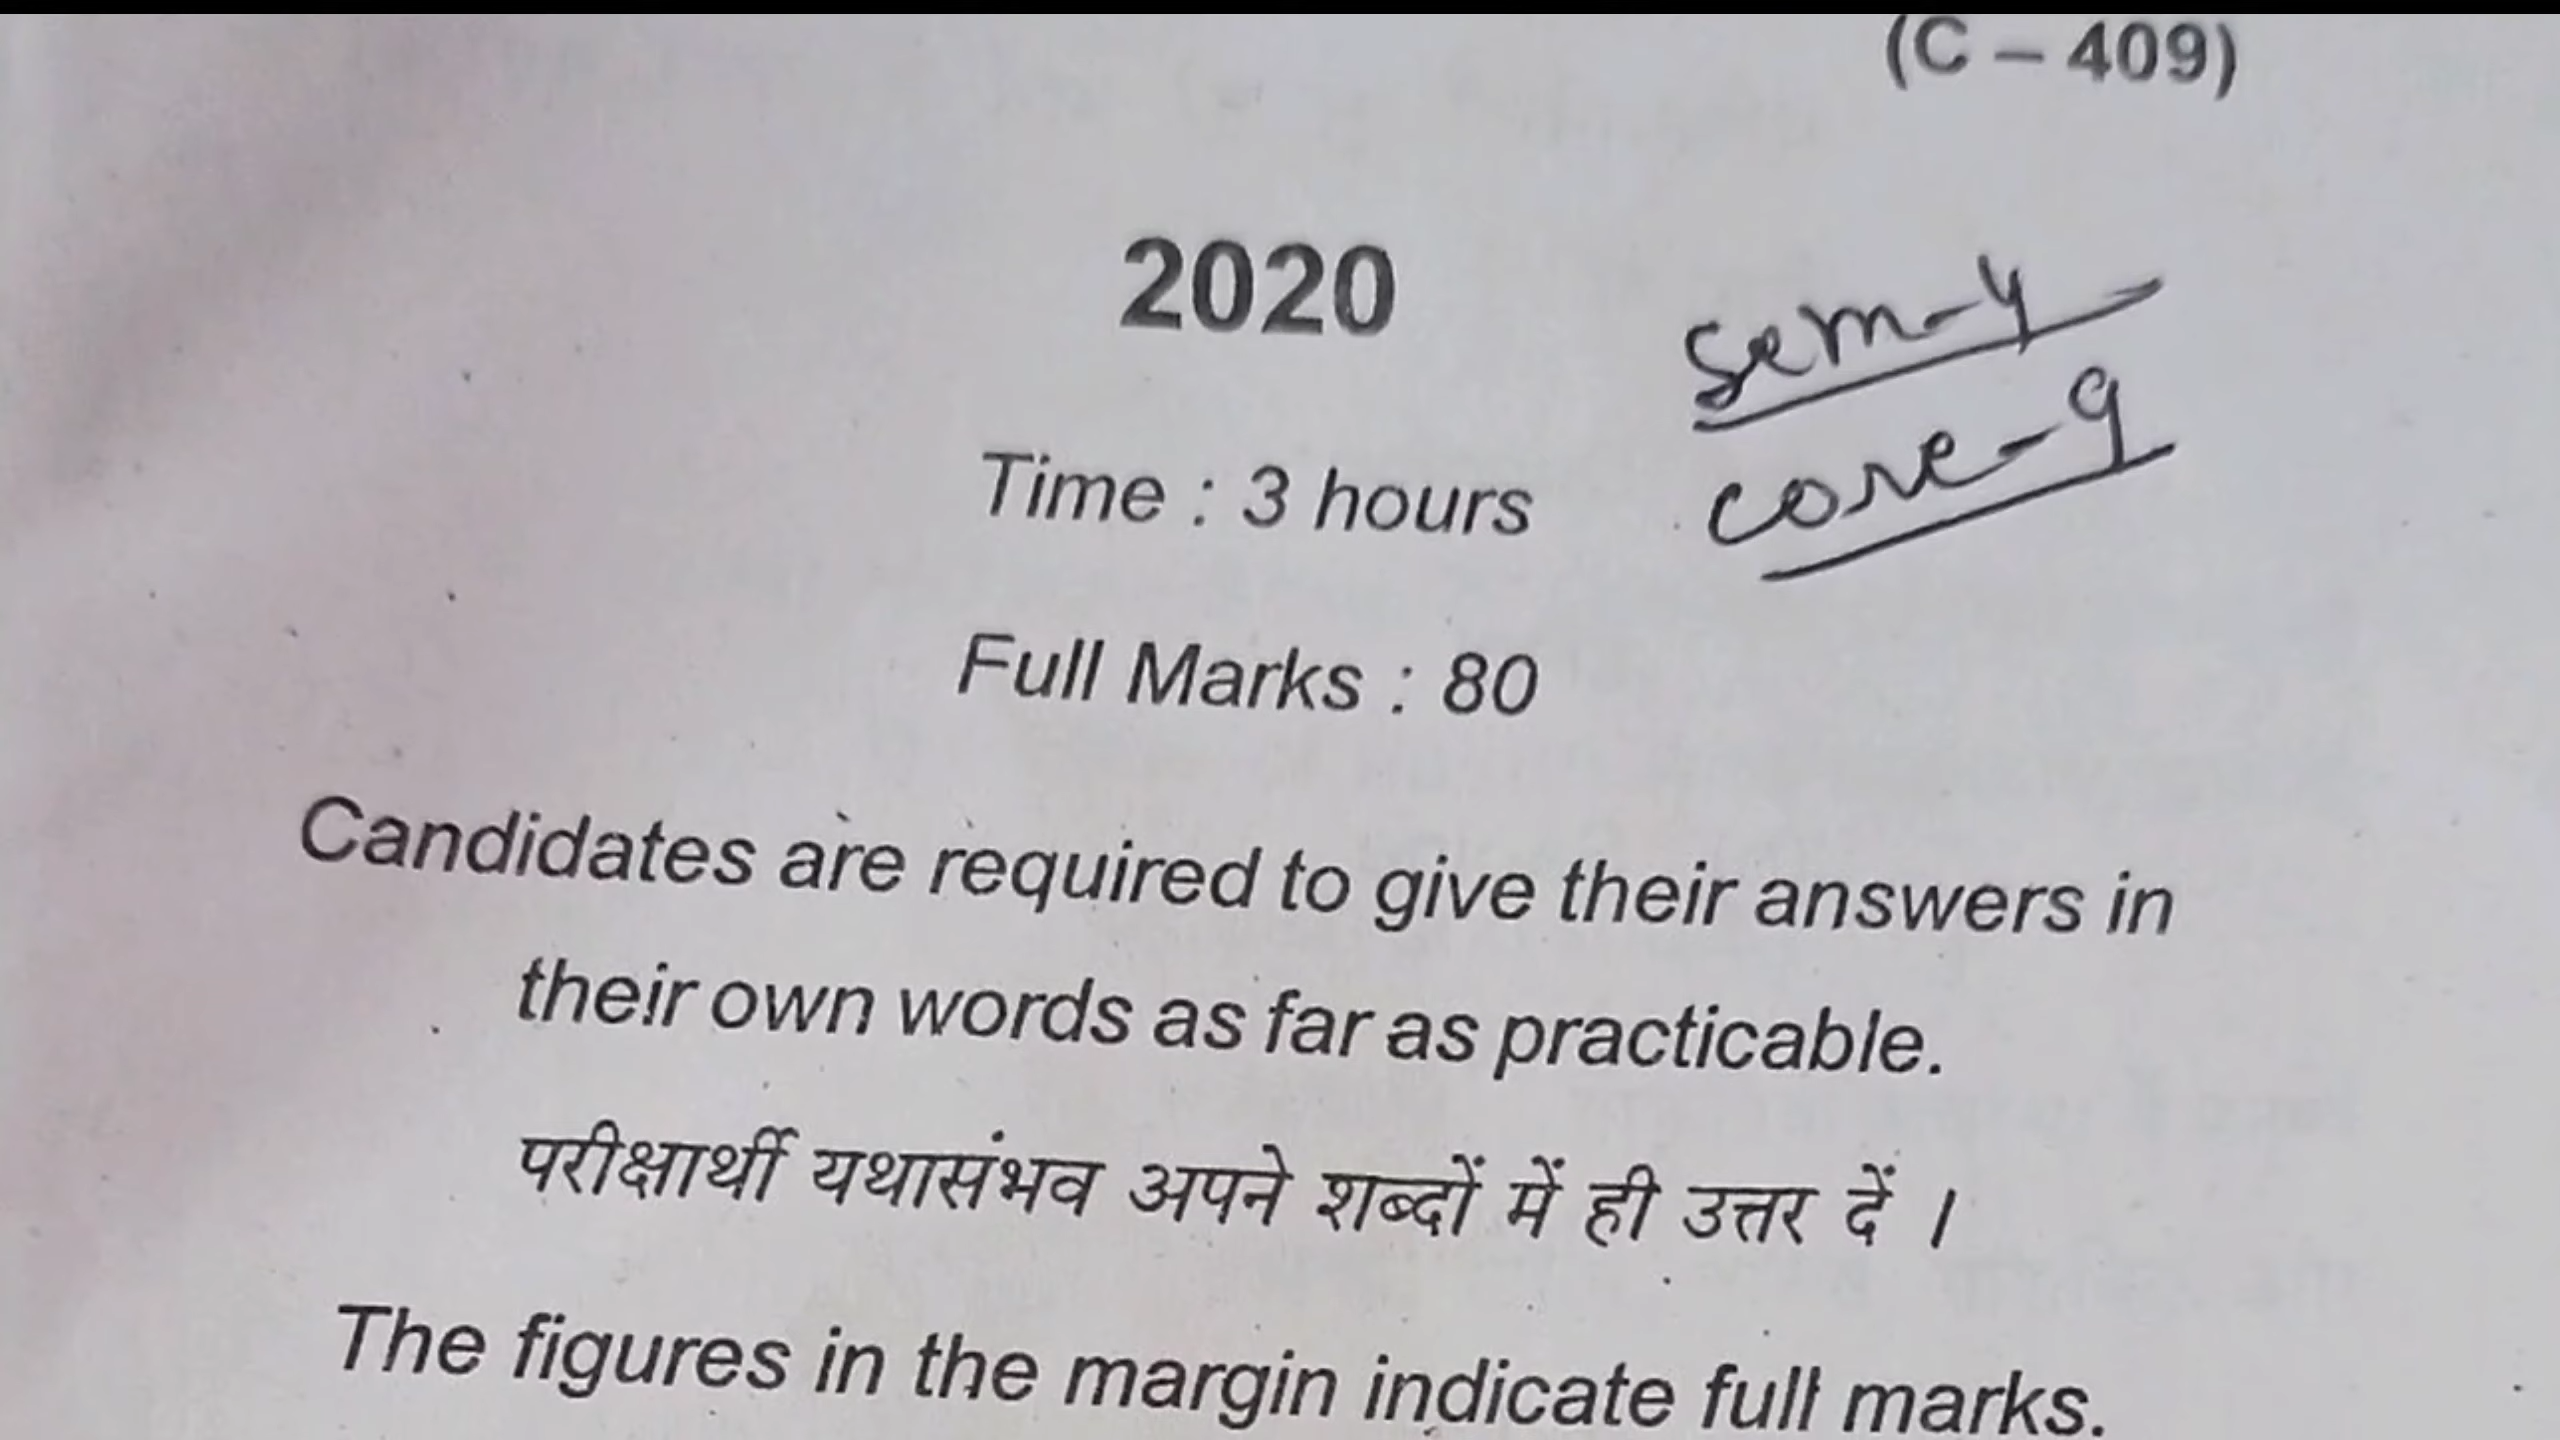 (C – 409)
2020
Sem-4
Time : 3 hours
core-9
Full Marks : 80
Candidates are required to give their answers in
their own words as far as practicable.
परीक्षार्थी यथासंभव अपने शब्दों में ही उत्तर दें ।
The figures in the margin indicate full marks.